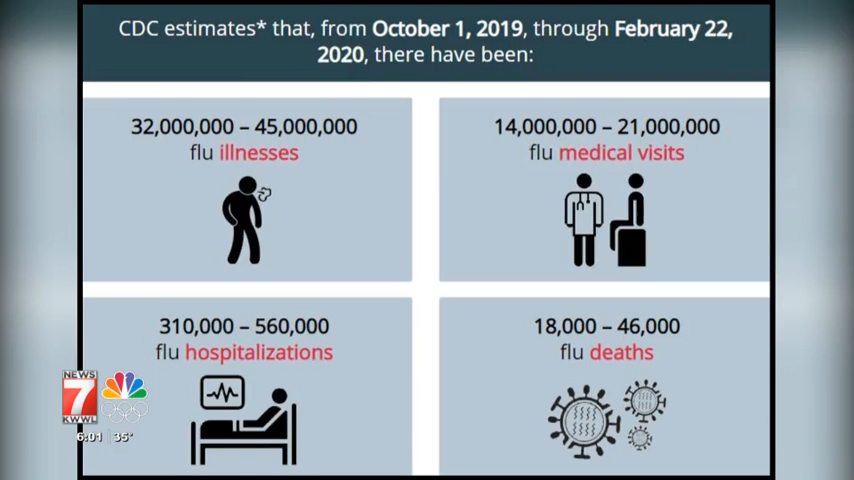 CDC estimates* that, from October 1, 2019, through February 22,
2020, there have been:
32,000,000 – 45,000,000
flu illnesses
14,000,000 – 21,000,000
flu medical visits
310,000 – 560,000
flu hospitalizations
18,000 – 46,000
flu deaths
NEWS
7
KWWL
6:01 35°